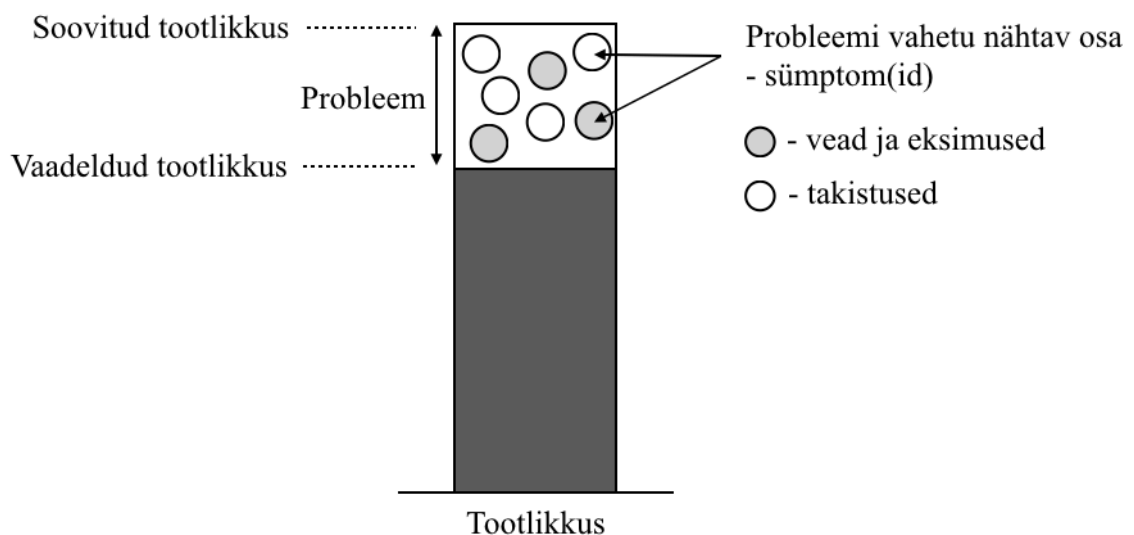 Soovitud tootlikkus
Probleem
Vaadeldud tootlikkus
Probleemi vahetu nähtav osa
- sümptom(id)
- vead ja eksimused
- takistused
Tootlikkus